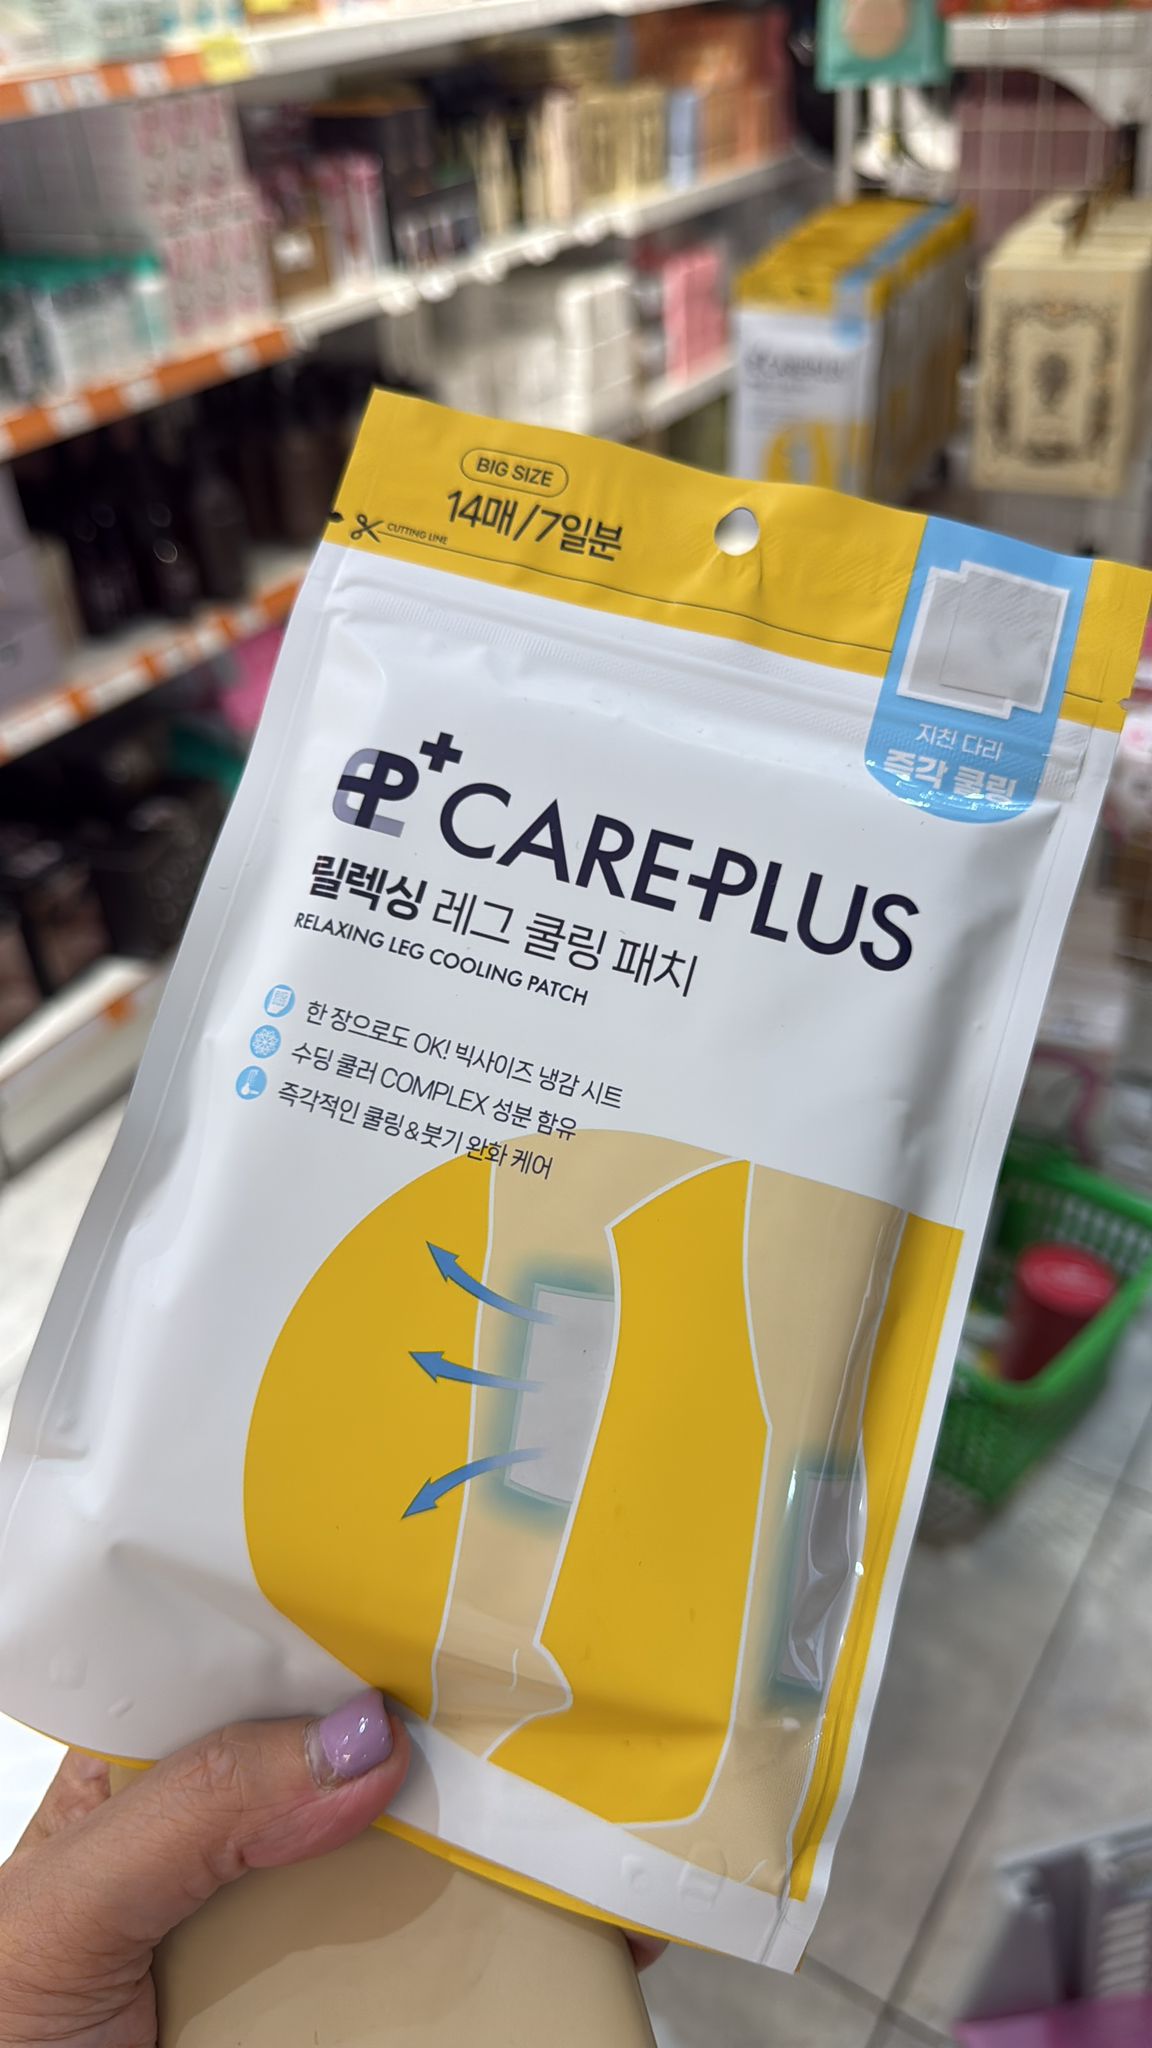 BIG SIZE
14매/7일분
CUTTING LINE
지친 다리
즉각 쿨링
CAREPLUS
릴렉싱 레그 쿨링 패치
RELAXING LEG COOLING PATCH
한 장으로도 OK! 빅사이즈 냉감 시트
수딩 쿨러 COMPLEX 성분 함유
즉각적인 쿨링&붓기 완화 케어